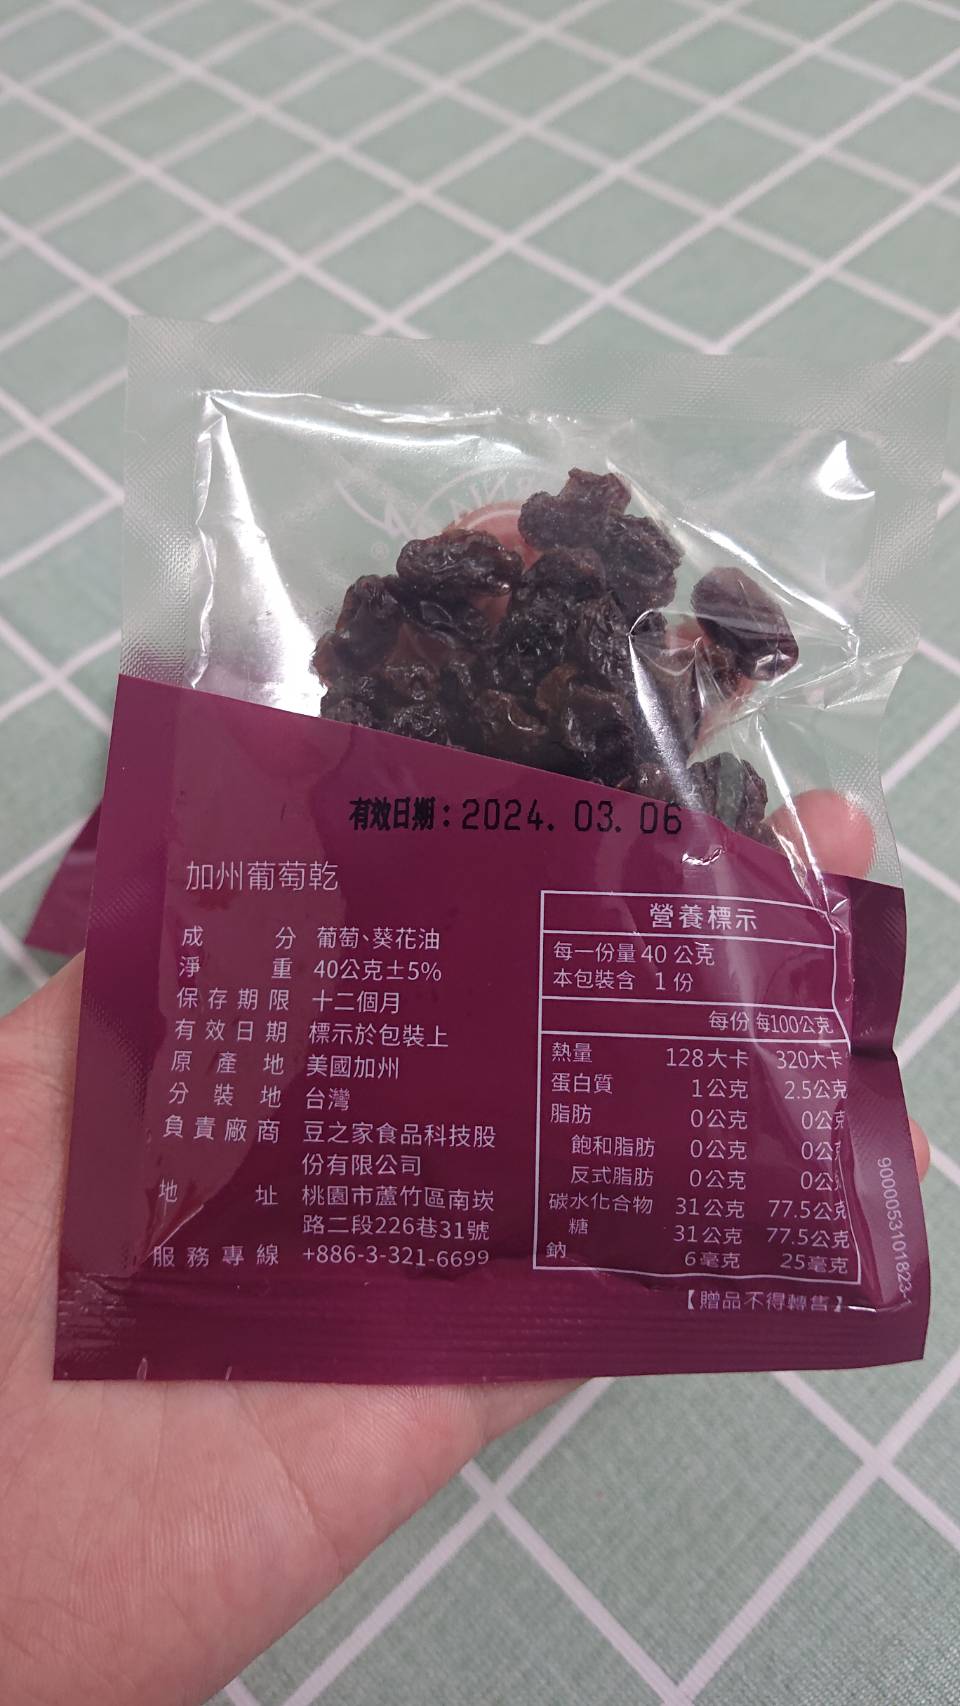 有效日期：2024.03.06
加州葡萄乾
成分 葡萄、葵花油
淨重 40公克±5%
保存期限 十二個月
有效日期 標示於包裝上
原產地 美國加州
分裝地 台灣
負責廠商 豆之家食品科技股
份有限公司
地址 桃園市蘆竹區南崁
路二段226巷31號
服務專線 +886-3-321-6699
營養標示
每一份量 40 公克
本包裝含 1 份
每份 每100公克
熱量 128大卡 320大卡
蛋白質 1公克 2.5公克
脂肪 0公克 0公克
飽和脂肪 0公克 0公克
反式脂肪 0公克 0公克
碳水化合物 31公克 77.5公克
糖 31公克 77.5公克
鈉 6毫克 25毫克
【贈品不得轉售】
9000053101823-